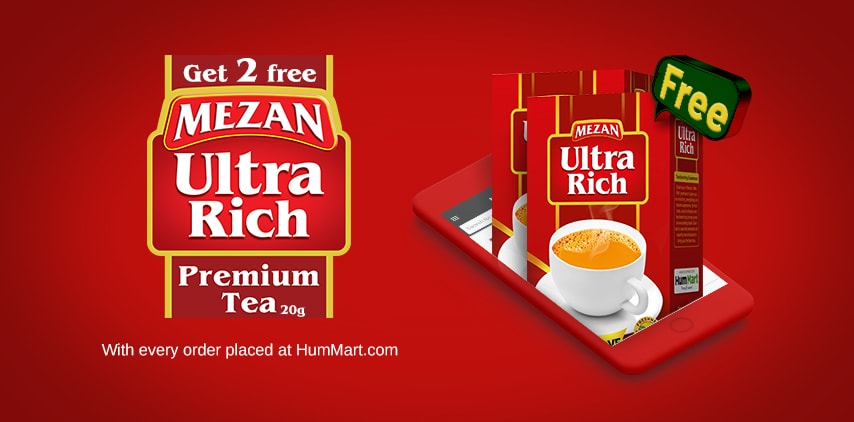 Get 2 free
MEZAN
Ultra
Rich
Premium
Tea 20g
With every order placed at HumMart.com
Free
MEZAN
Ultra
Rich
Ultra
Rich
HumMart